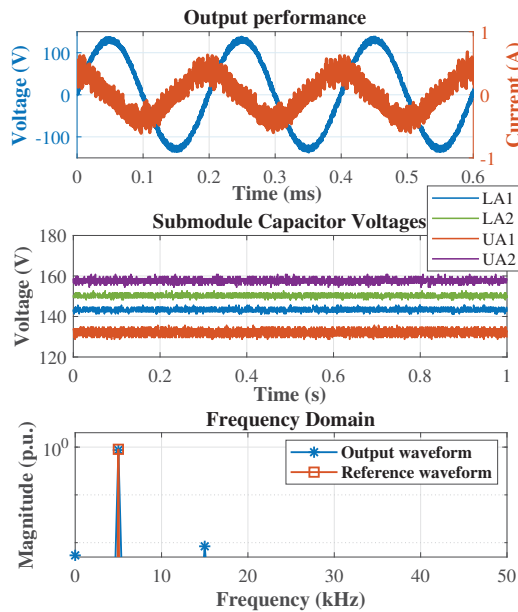 Output performance
Voltage (V)
100
0
-100
Current (A)
1
0
-1
0 0.1 0.2 0.3 0.4 0.5 0.6
Time (ms)
LA1
LA2
UA1
UA2
Submodule Capacitor Voltages
Voltage (V)
180
160
140
120
0 0.2 0.4 0.6 0.8 1
Time (s)
Frequency Domain
Magnitude (p.u.)
10^0
Output waveform
Reference waveform
0 10 20 30 40 50
Frequency (kHz)